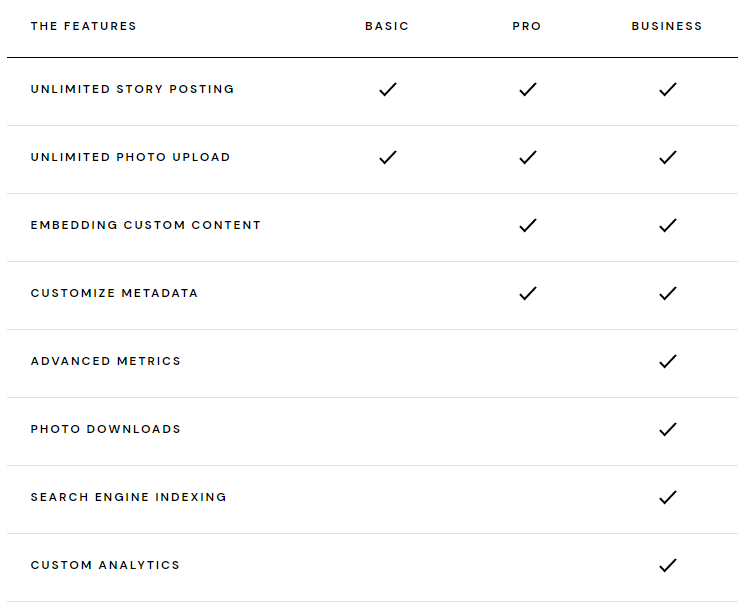 THE FEATURES BASIC PRO BUSINESS
UNLIMITED STORY POSTING
UNLIMITED PHOTO UPLOAD
EMBEDDING CUSTOM CONTENT
CUSTOMIZE METADATA
ADVANCED METRICS
PHOTO DOWNLOADS
SEARCH ENGINE INDEXING
CUSTOM ANALYTICS